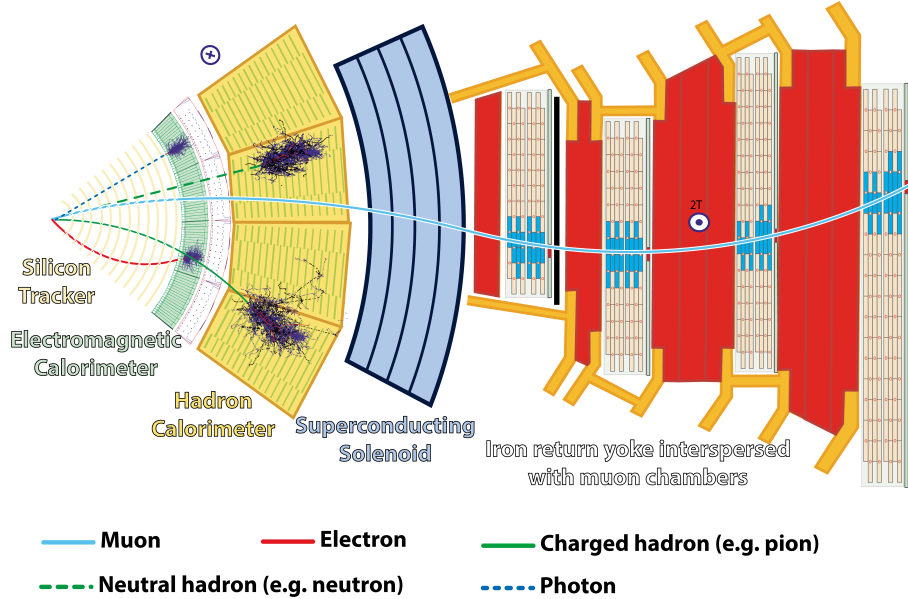 2T
Silicon
Tracker
Electromagnetic
Calorimeter
Hadron
Calorimeter
Superconducting
Solenoid
Iron return yoke interspersed
with muon chambers
Muon
Electron
Charged hadron (e.g. pion)
Neutral hadron (e.g. neutron)
Photon